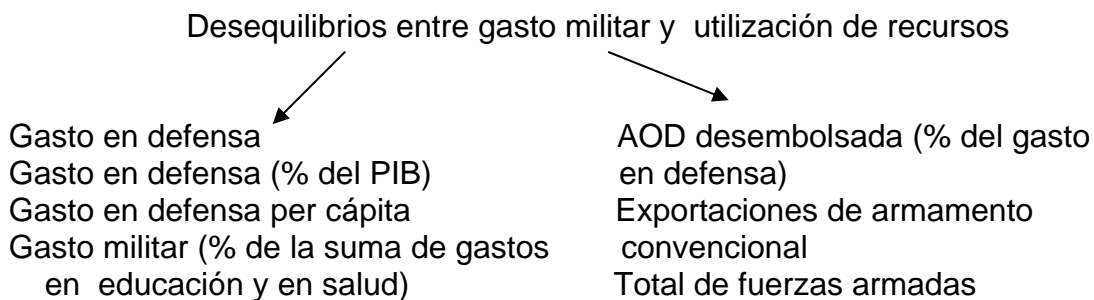 Desequilibrios entre gasto militar y utilización de recursos
Gasto en defensa
Gasto en defensa (% del PIB)
Gasto en defensa per cápita
Gasto militar (% de la suma de gastos
en educación y en salud)
AOD desembolsada (% del gasto
en defensa)
Exportaciones de armamento
convencional
Total de fuerzas armadas